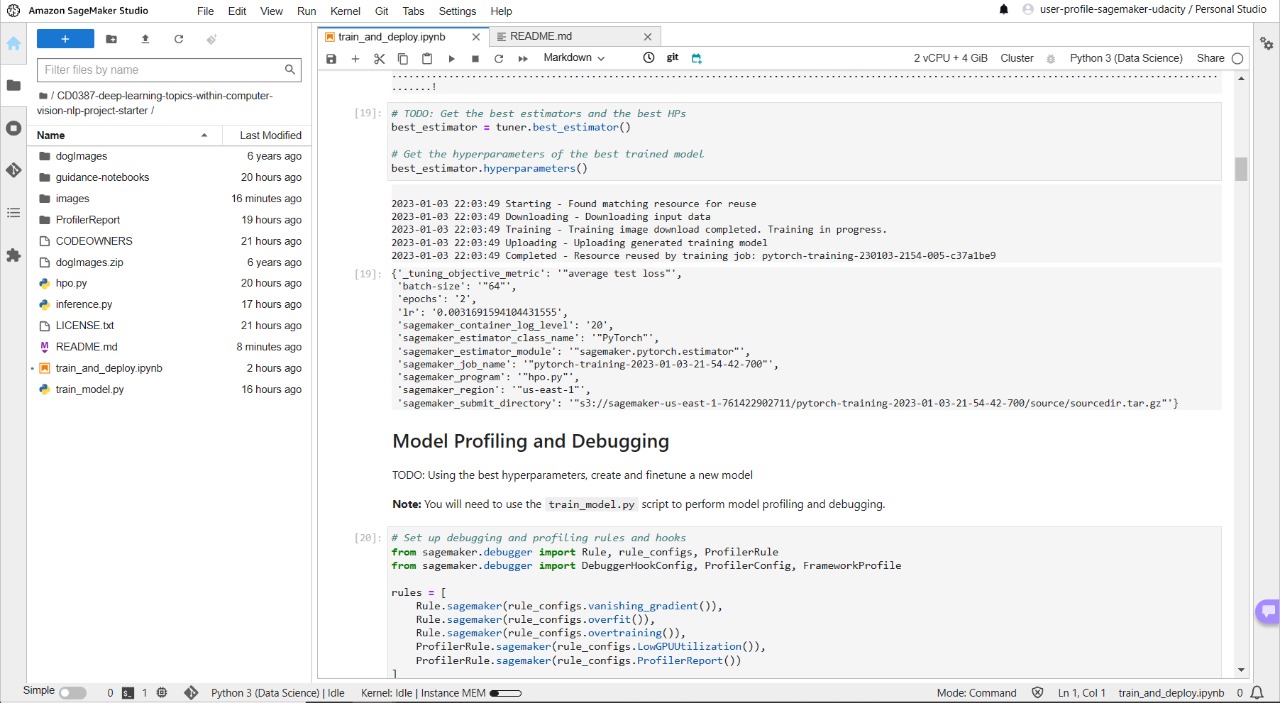 Amazon SageMaker Studio File Edit View Run Kernel Git Tabs Settings Help user-profile-sagemaker-udacity / Personal Studio
+
Filter files by name
/ CD0387-deep-learning-topics-within-computer-
vision-nlp-project-starter /
Name Last Modified
dogImages 6 years ago
guidance-notebooks 20 hours ago
images 16 minutes ago
ProfilerReport 19 hours ago
CODEOWNERS 21 hours ago
dogImages.zip 6 years ago
hpo.py 20 hours ago
inference.py 17 hours ago
LICENSE.txt 21 hours ago
README.md 8 minutes ago
train_and_deploy.ipynb 2 hours ago
train_model.py 16 hours ago
train_and_deploy.ipynb README.md
Markdown git 2 vCPU + 4 GiB Cluster Python 3 (Data Science) Share
.......!
[19]: # TODO: Get the best estimators and the best HPs
best_estimator = tuner.best_estimator()
# Get the hyperparameters of the best trained model
best_estimator.hyperparameters()
2023-01-03 22:03:49 Starting - Found matching resource for reuse
2023-01-03 22:03:49 Downloading - Downloading input data
2023-01-03 22:03:49 Training - Training image download completed. Training in progress.
2023-01-03 22:03:49 Uploading - Uploading generated training model
2023-01-03 22:03:49 Completed - Resource reused by training job: pytorch-training-230103-2154-005-c37a1be9
[19]: {'_tuning_objective_metric': '"average test loss"',
'batch-size': '"64"',
'epochs': '2',
'lr': '0.0031691594104431555',
'sagemaker_container_log_level': '20',
'sagemaker_estimator_class_name': '"PyTorch"',
'sagemaker_estimator_module': '"sagemaker.pytorch.estimator"',
'sagemaker_job_name': '"pytorch-training-2023-01-03-21-54-42-700"',
'sagemaker_program': '"hpo.py"',
'sagemaker_region': '"us-east-1"',
'sagemaker_submit_directory': '"s3://sagemaker-us-east-1-761422902711/pytorch-training-2023-01-03-21-54-42-700/source/sourcedir.tar.gz"'}
Model Profiling and Debugging
TODO: Using the best hyperparameters, create and finetune a new model
Note: You will need to use the train_model.py script to perform model profiling and debugging.
[20]: # Set up debugging and profiling rules and hooks
from sagemaker.debugger import Rule, rule_configs, ProfilerRule
from sagemaker.debugger import DebuggerHookConfig, ProfilerConfig, FrameworkProfile
rules = [
Rule.sagemaker(rule_configs.vanishing_gradient()),
Rule.sagemaker(rule_configs.overfit()),
Rule.sagemaker(rule_configs.overtraining()),
ProfilerRule.sagemaker(rule_configs.LowGPUUtilization()),
ProfilerRule.sagemaker(rule_configs.ProfilerReport())
]
Simple 0 1 Python 3 (Data Science) | Idle Kernel: Idle | Instance MEM Mode: Command Ln 1, Col 1 train_and_deploy.ipynb 0